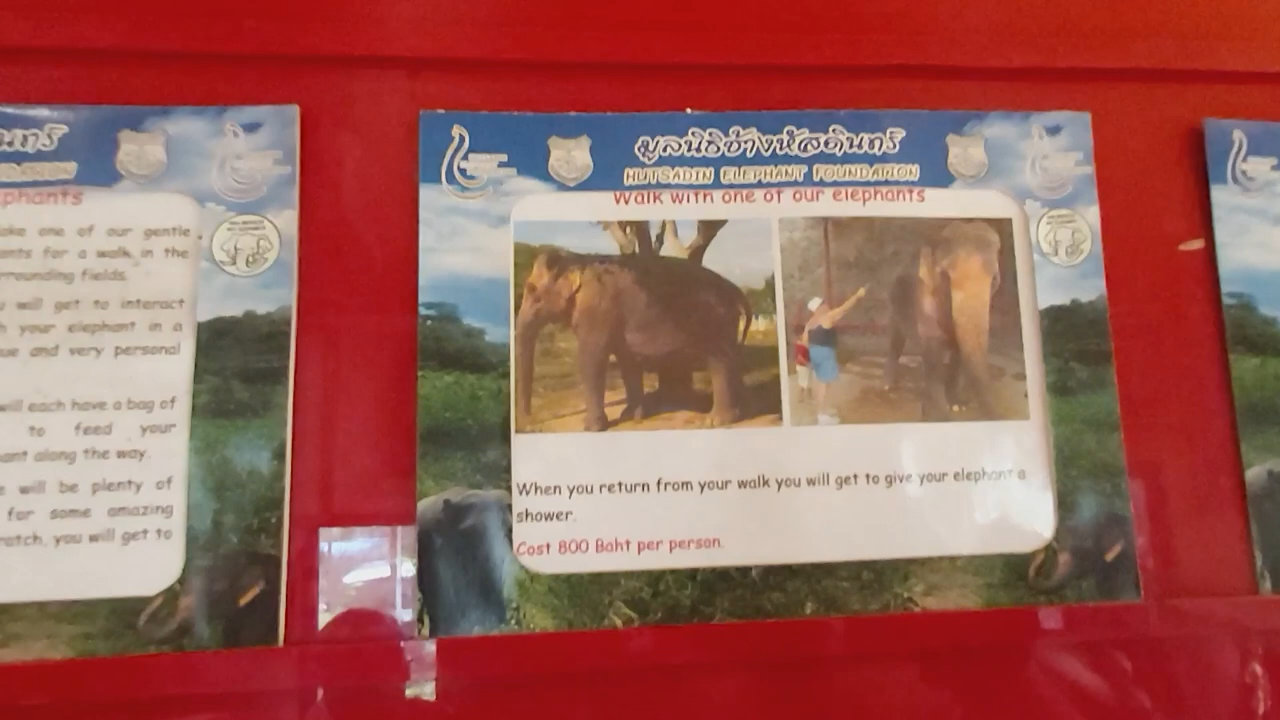 phants
one of our gentle
for a walk in the
fields.
will get to interact
your elephant in a
and very personal
will each have a bag of
to feed your
along the way.
will be plenty of
for some amazing
you will get to
มูลนิธิช้างหัสดินทร์
HUTSADIN ELEPHANT FOUNDATION
Walk with one of our elephants
When you return from your walk you will get to give your elephant a
shower.
Cost 800 Baht per person.